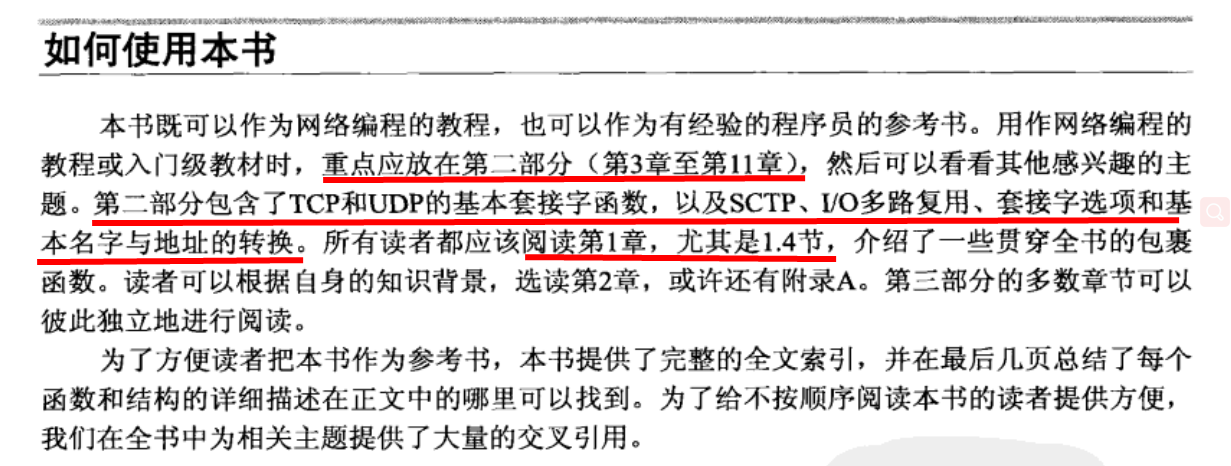 如何使用本书
本书既可以作为网络编程的教程，也可以作为有经验的程序员的参考书。用作网络编程的
教程或入门级教材时，重点应放在第二部分（第3章至第11章），然后可以看看其他感兴趣的主
题。第二部分包含了TCP和UDP的基本套接字函数，以及SCTP、I/O多路复用、套接字选项和基
本名字与地址的转换。所有读者都应该阅读第1章，尤其是1.4节，介绍了一些贯穿全书的包裹
函数。读者可以根据自身的知识背景，选读第2章，或许还有附录A。第三部分的多数章节可以
彼此独立地进行阅读。
为了方便读者把本书作为参考书，本书提供了完整的全文索引，并在最后几页总结了每个
函数和结构的详细描述在正文中的哪里可以找到。为了给不按顺序阅读本书的读者提供方便，
我们在全书中为相关主题提供了大量的交叉引用。